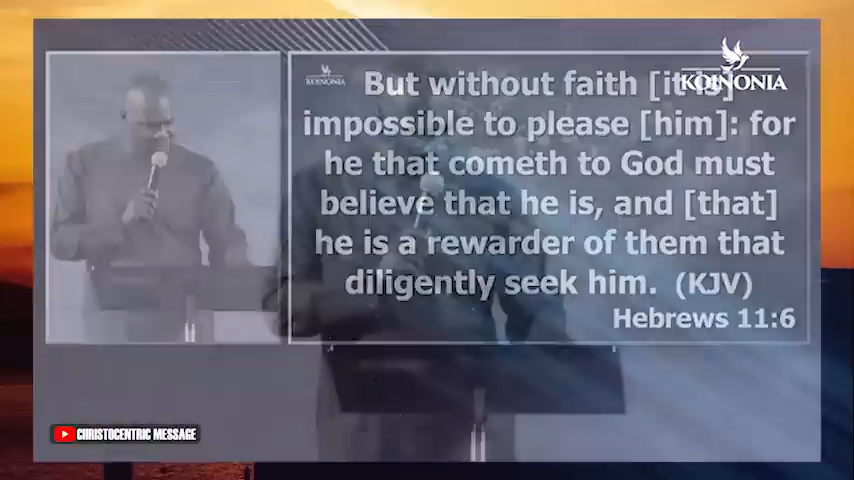 KOINONIA
But without faith [it is]
KOINONIA
impossible to please [him]: for
he that cometh to God must
believe that he is, and [that]
he is a rewarder of them that
diligently seek him. (KJV)
Hebrews 11:6
CHRISTOCENTRIC MESSAGE